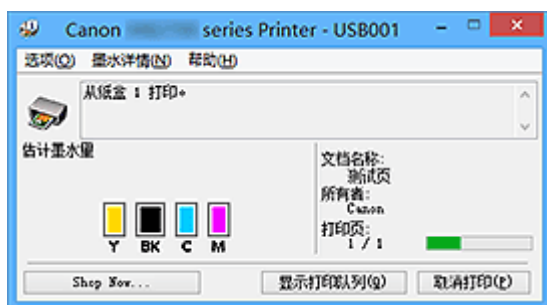 Canon series Printer - USB001
选项(O) 墨水详情(N) 帮助(H)
从纸盒 1 打印。
估计墨水量
文档名称:
测试页
所有者:
Canon
打印页:
1 / 1
Y BK C M
Shop Now...
显示打印队列(Q)
取消打印(P)